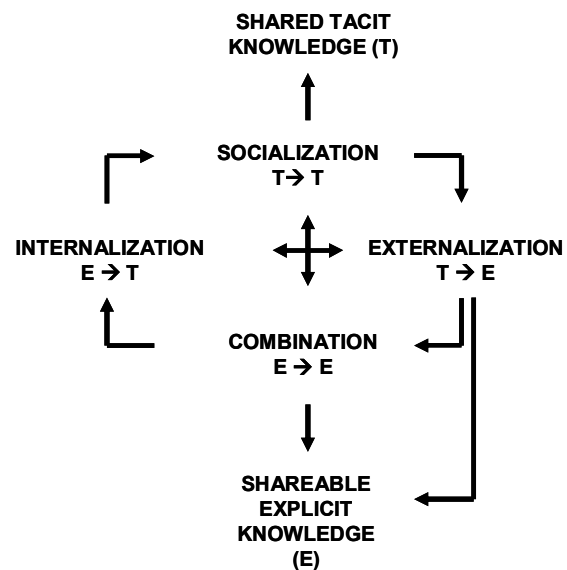 SHARED TACIT
KNOWLEDGE (T)
SOCIALIZATION
T→ T
INTERNALIZATION
E → T
EXTERNALIZATION
T → E
COMBINATION
E → E
SHAREABLE
EXPLICIT
KNOWLEDGE
(E)